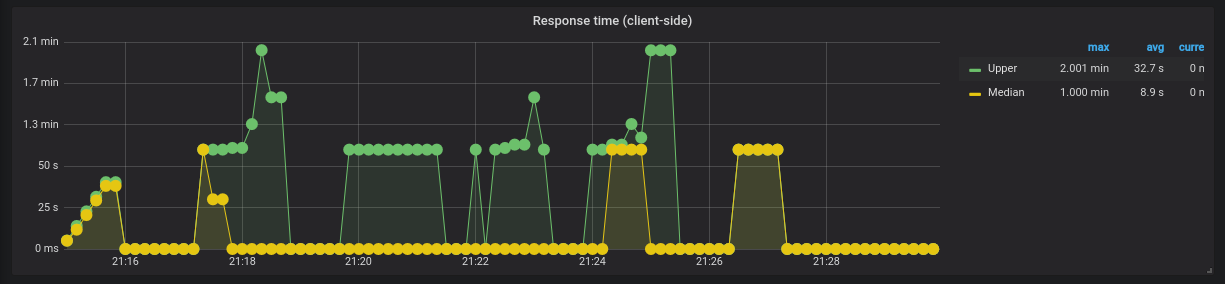 Response time (client-side)
2.1 min
1.7 min
1.3 min
50 s
25 s
0 ms
21:16 21:18 21:20 21:22 21:24 21:26 21:28
max avg curre
Upper 2.001 min 32.7 s 0 n
Median 1.000 min 8.9 s 0 n